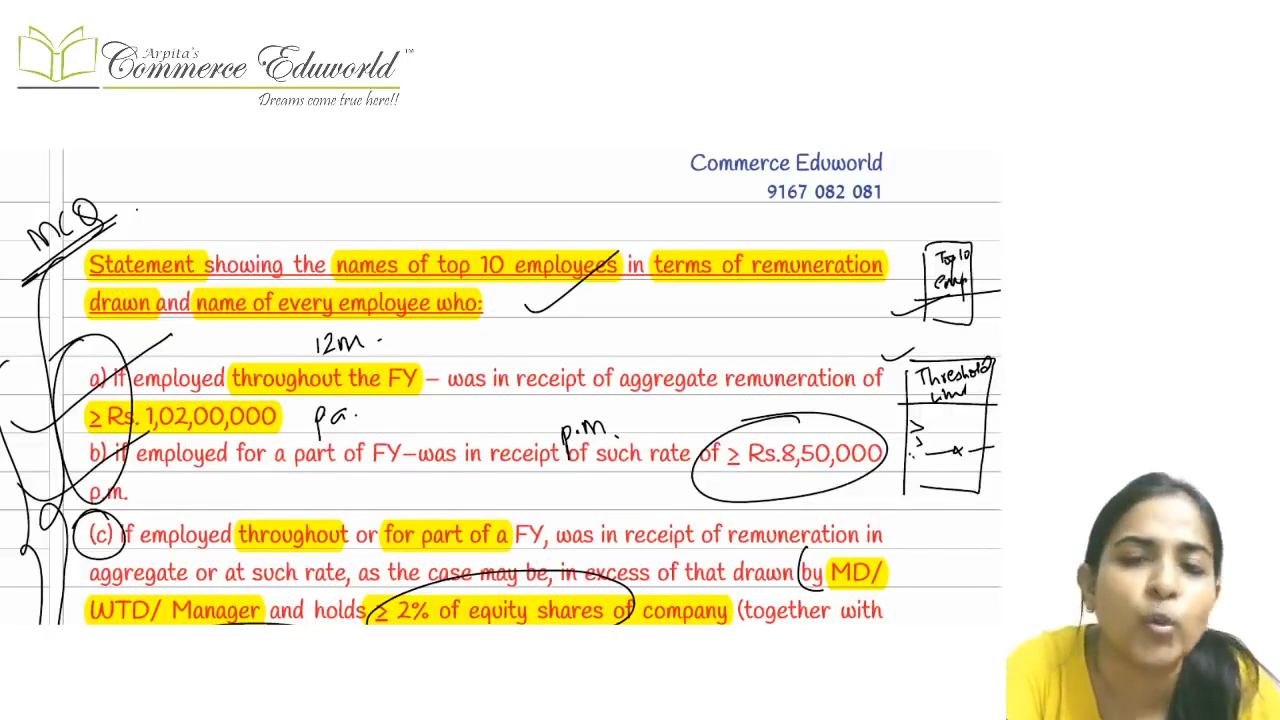 Arpita's
Commerce Eduworld™
Dreams come true here!!
Commerce Eduworld
9167 082 081
MCQ
Statement showing the names of top 10 employees in terms of remuneration
drawn and name of every employee who:
Top 10
emp
12m.
a) if employed throughout the FY – was in receipt of aggregate remuneration of
≥ Rs. 1,02,00,000
p a.
Threshold
Limit
p.m.
b) if employed for a part of FY–was in receipt of such rate of ≥ Rs.8,50,000
p.m.
(c) if employed throughout or for part of a FY, was in receipt of remuneration in
aggregate or at such rate, as the case may be, in excess of that drawn by MD/
WTD/ Manager and holds ≥ 2% of equity shares of company (together with